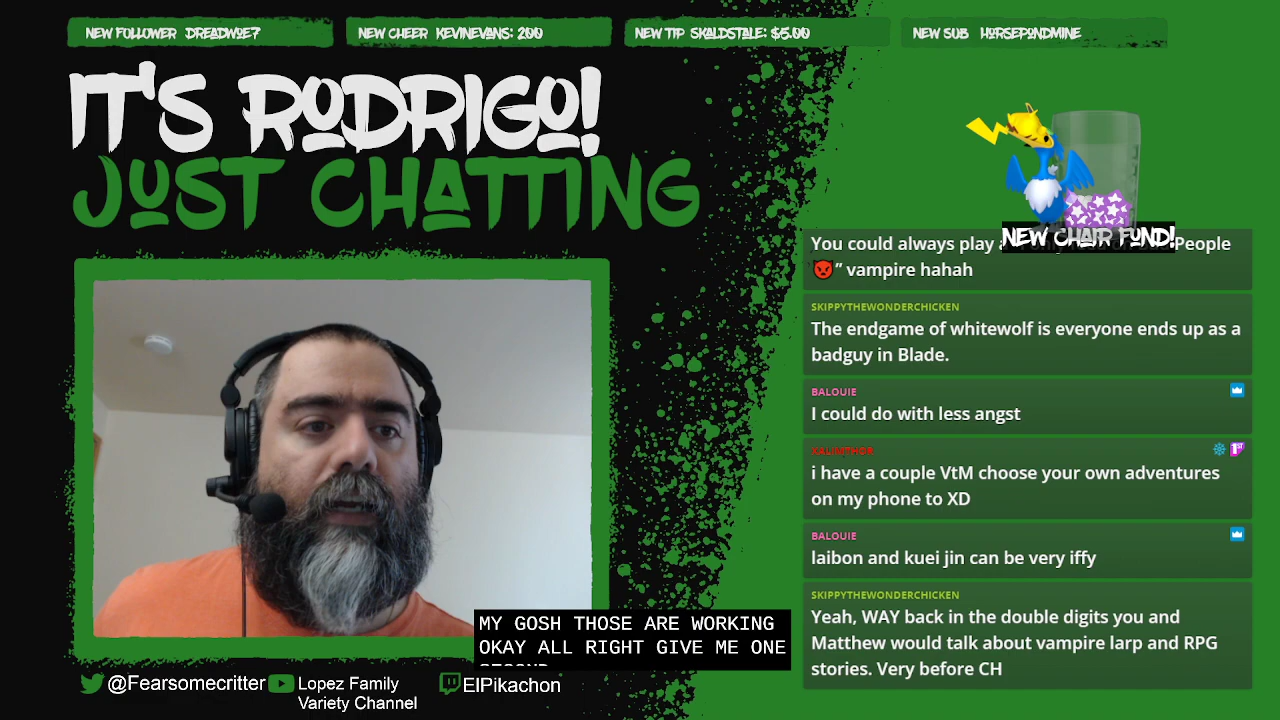 NEW FOLLOWER DREADWOE7
NEW CHEER KEVINEVANS: 200
NEW TIP SKALDSTALE: $5.00
NEW SUB HORSEPONDMINE
IT'S RODRIGO!
JUST CHATTING
NEW CHAIR FUND!
You could always play People
😡” vampire hahah
SKIPPYTHEWONDERCHICKEN
The endgame of whitewolf is everyone ends up as a
badguy in Blade.
BALOUIE
I could do with less angst
i have a couple VtM choose your own adventures
on my phone to XD
BALOUIE
laibon and kuei jin can be very iffy
SKIPPYTHEWONDERCHICKEN
Yeah, WAY back in the double digits you and
Matthew would talk about vampire larp and RPG
stories. Very before CH
MY GOSH THOSE ARE WORKING
OKAY ALL RIGHT GIVE ME ONE
@Fearsomecritter
Lopez Family
Variety Channel
ElPikachon